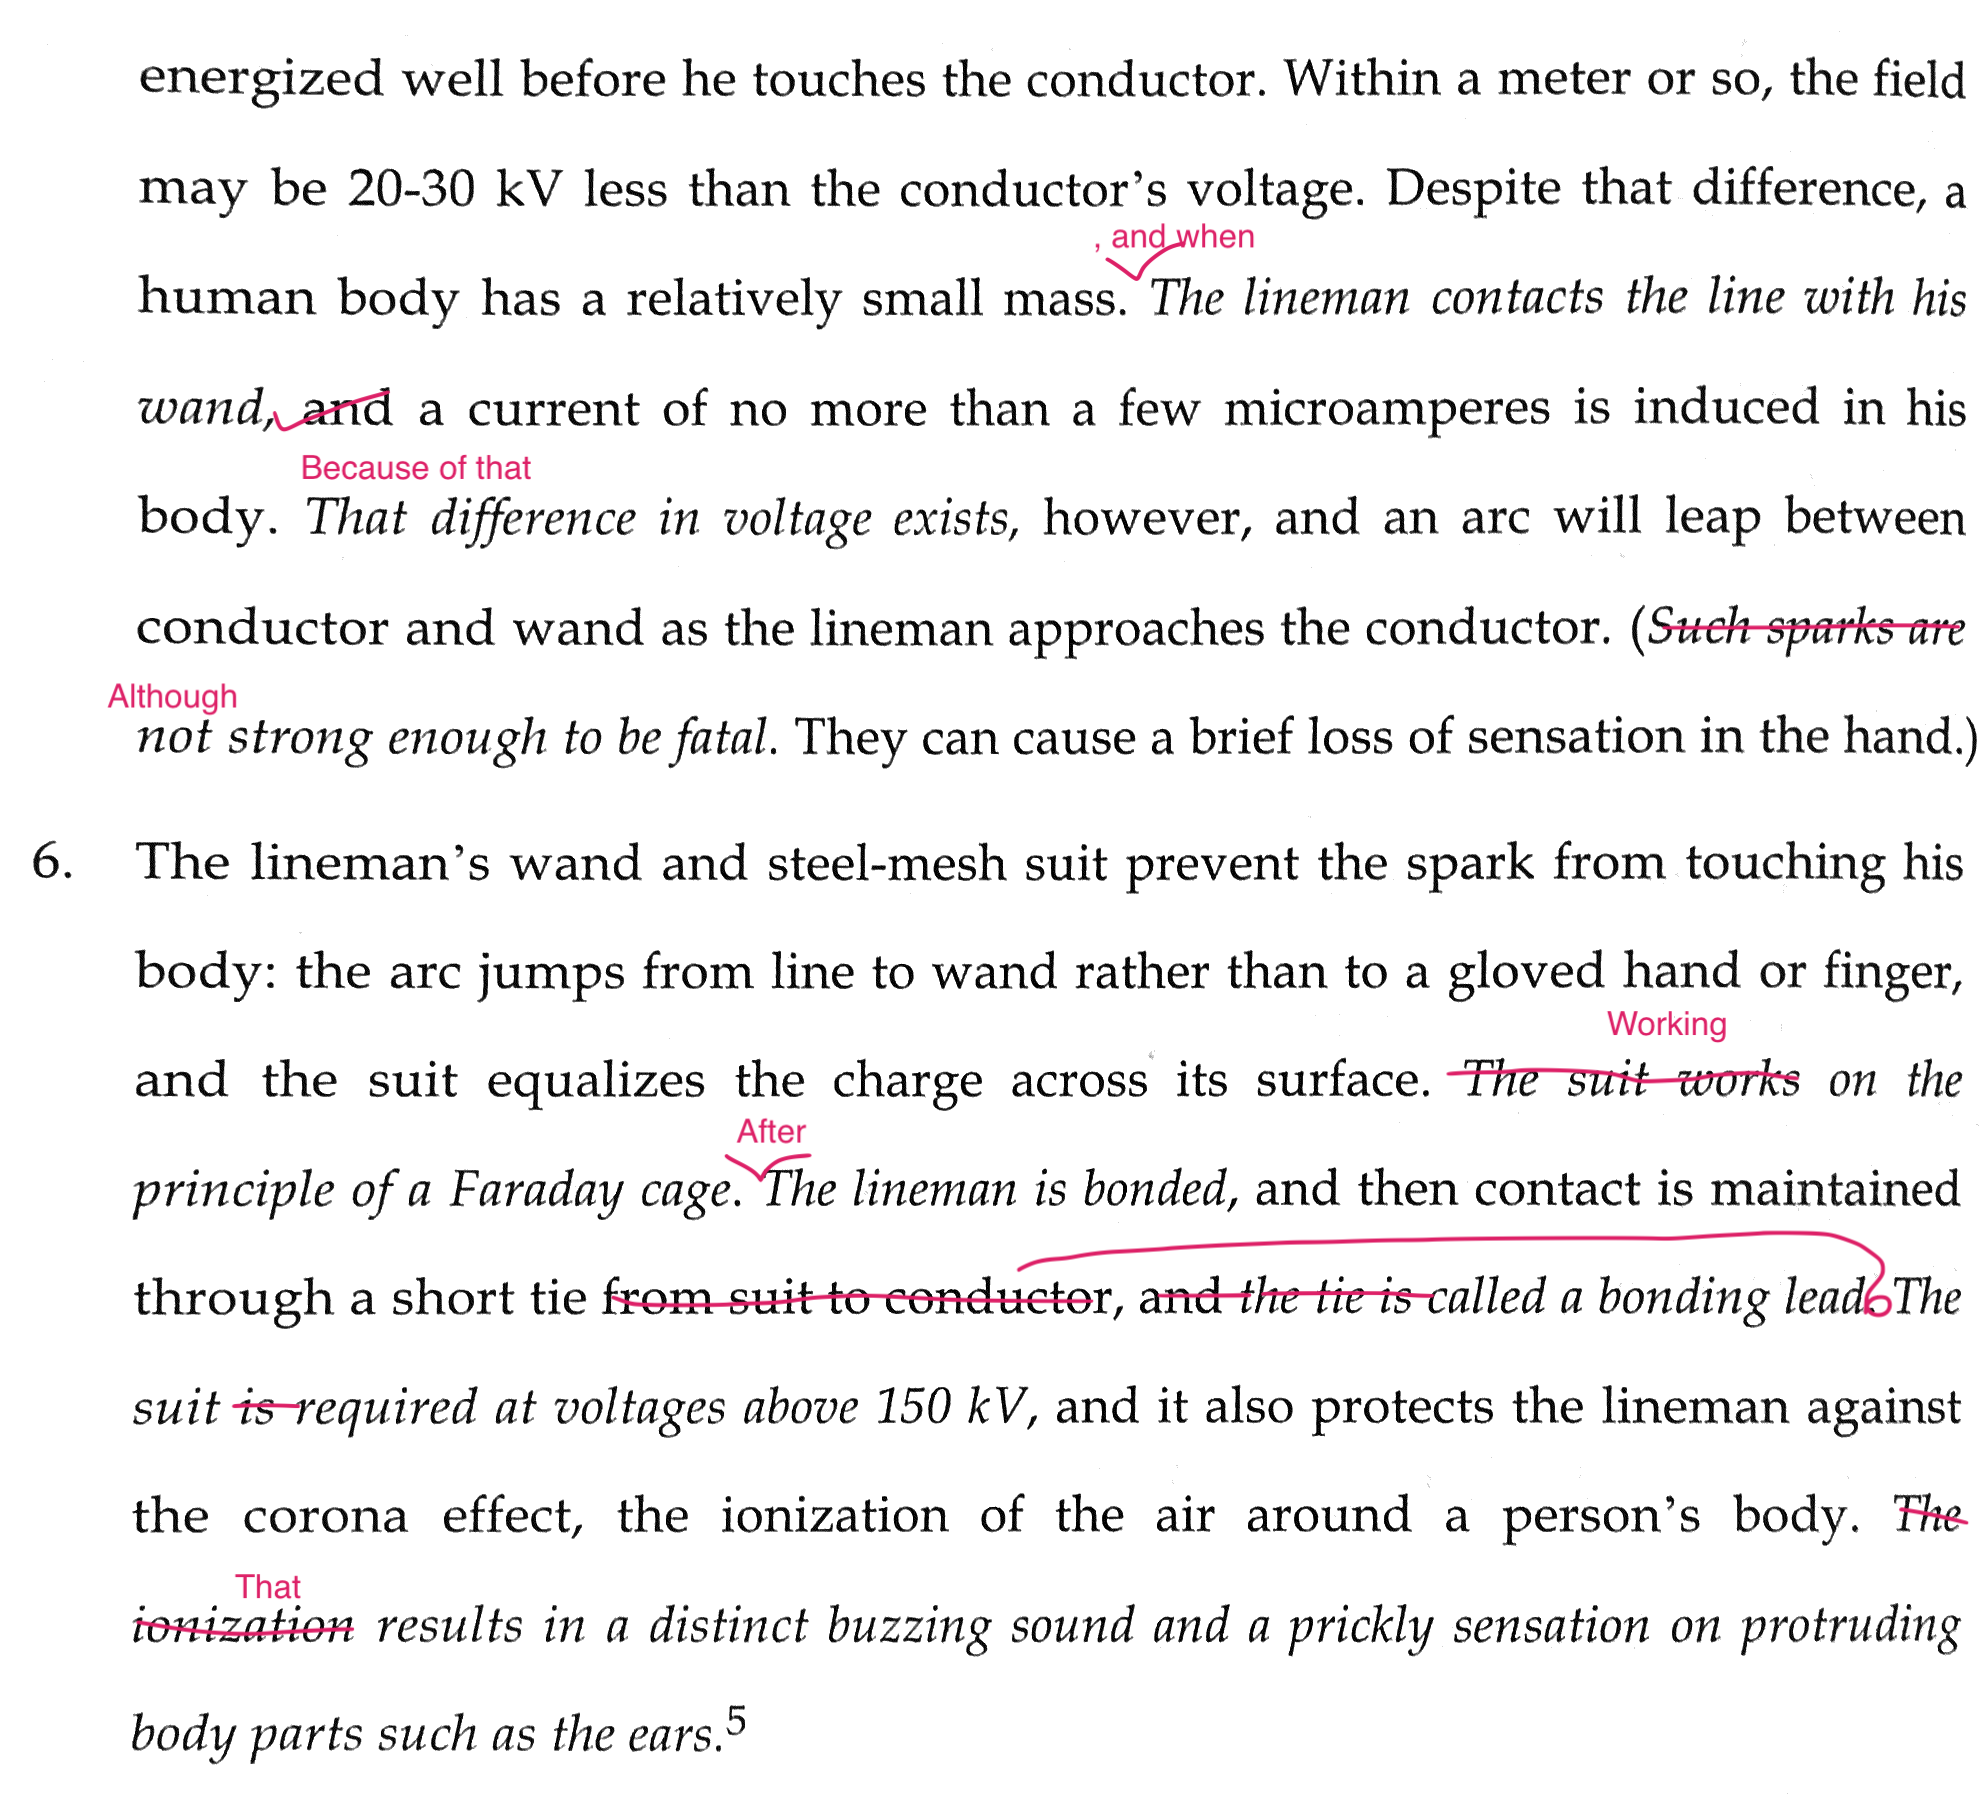 energized well before he touches the conductor. Within a meter or so, the field
may be 20-30 kV less than the conductor’s voltage. Despite that difference, a
, and when
human body has a relatively small mass. The lineman contacts the line with his
wand, and a current of no more than a few microamperes is induced in his
Because of that
body. That difference in voltage exists, however, and an arc will leap between
conductor and wand as the lineman approaches the conductor. (Such sparks are
Although
not strong enough to be fatal. They can cause a brief loss of sensation in the hand.)
6. The lineman’s wand and steel-mesh suit prevent the spark from touching his
body: the arc jumps from line to wand rather than to a gloved hand or finger,
Working
and the suit equalizes the charge across its surface. The suit works on the
After
principle of a Faraday cage. The lineman is bonded, and then contact is maintained
through a short tie from suit to conductor, and the tie is called a bonding lead. The
suit is required at voltages above 150 kV, and it also protects the lineman against
the corona effect, the ionization of the air around a person’s body. The
That
ionization results in a distinct buzzing sound and a prickly sensation on protruding
body parts such as the ears.5